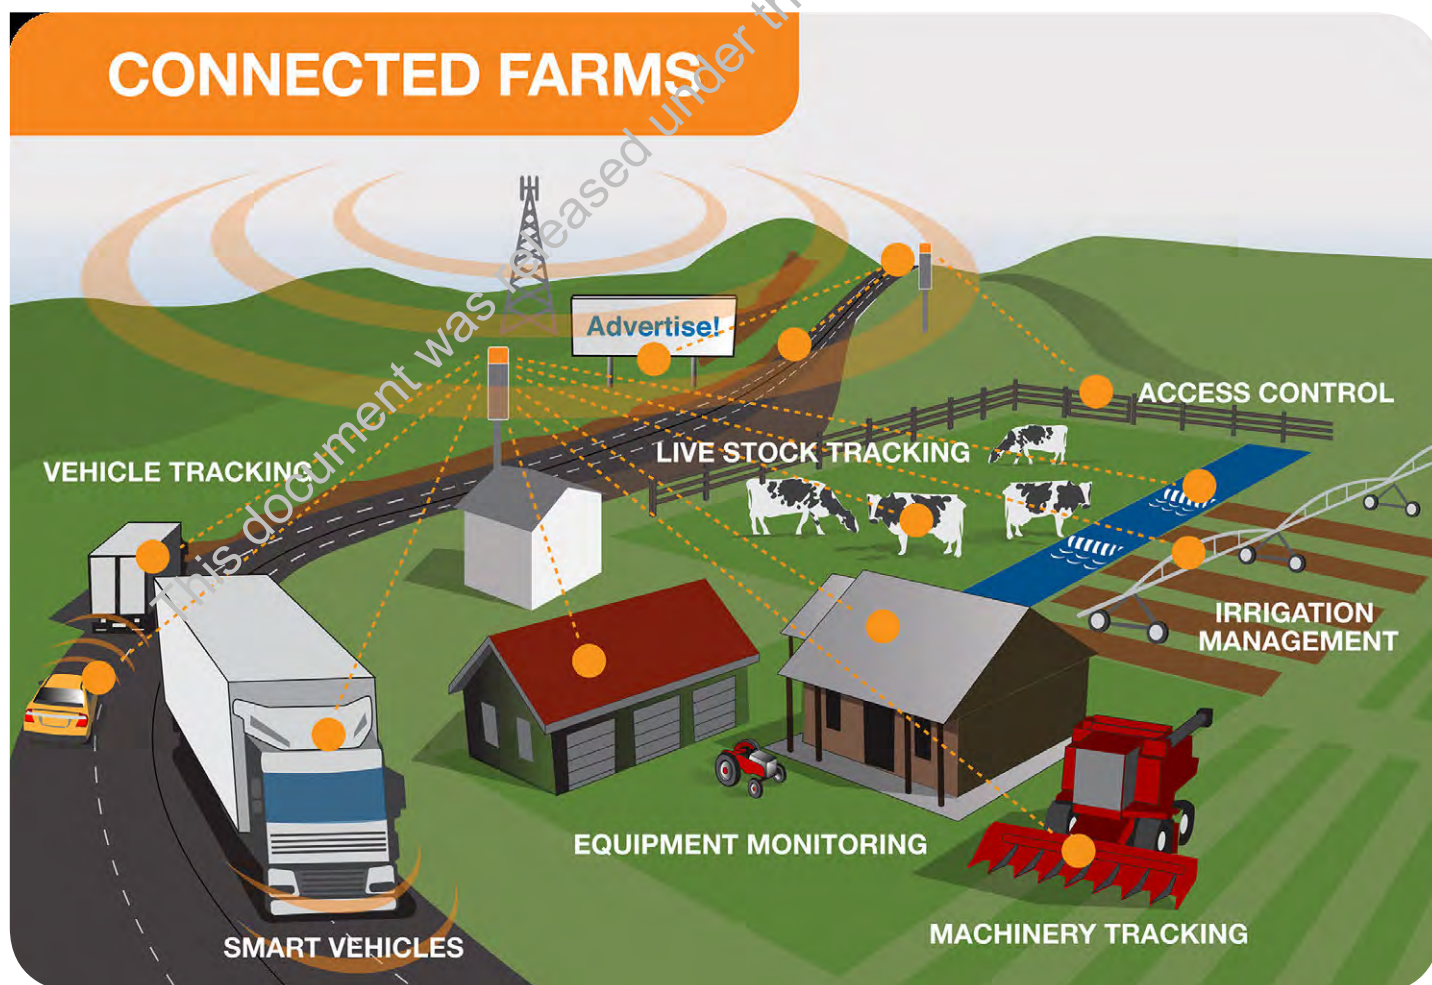 CONNECTED FARMS
This document was released under th
Advertise!
ACCESS CONTROL
LIVE STOCK TRACKING
VEHICLE TRACKING
IRRIGATION
MANAGEMENT
EQUIPMENT MONITORING
MACHINERY TRACKING
SMART VEHICLES